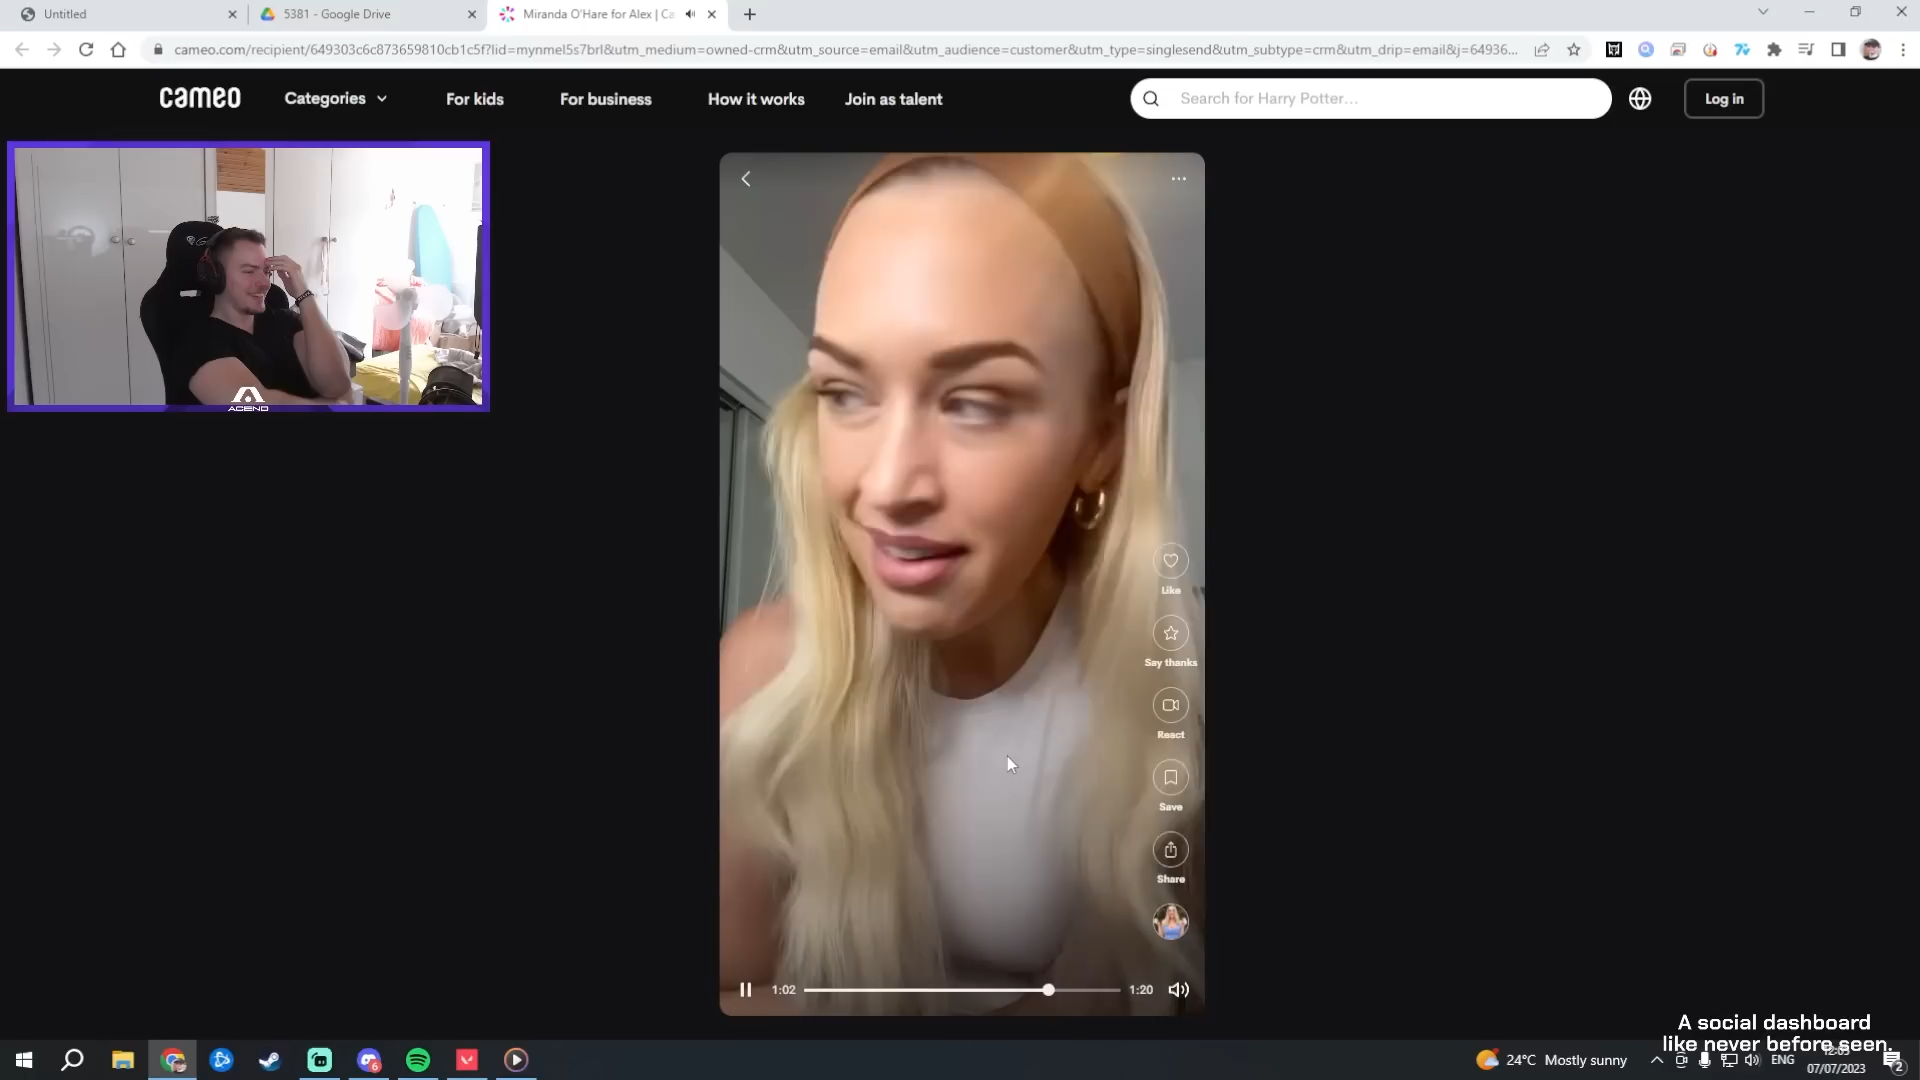 Untitled
5381 - Google Drive
Miranda O'Hare for Alex | Ca
cameo.com/recipient/649303c6c873659810cb1c5f?lid=mynmel5s7brl&utm_medium=owned-crm&utm_source=email&utm_audience=customer&utm_type=singlesend&utm_subtype=crm&utm_drip=email&j=64936...
cameo
Categories
For kids
For business
How it works
Join as talent
Search for Harry Potter...
Log in
ACEND
Like
Say thanks
React
Save
Share
1:02
1:20
A social dashboard
like never before seen.
24°C Mostly sunny
ENG
07/07/2023
6
2